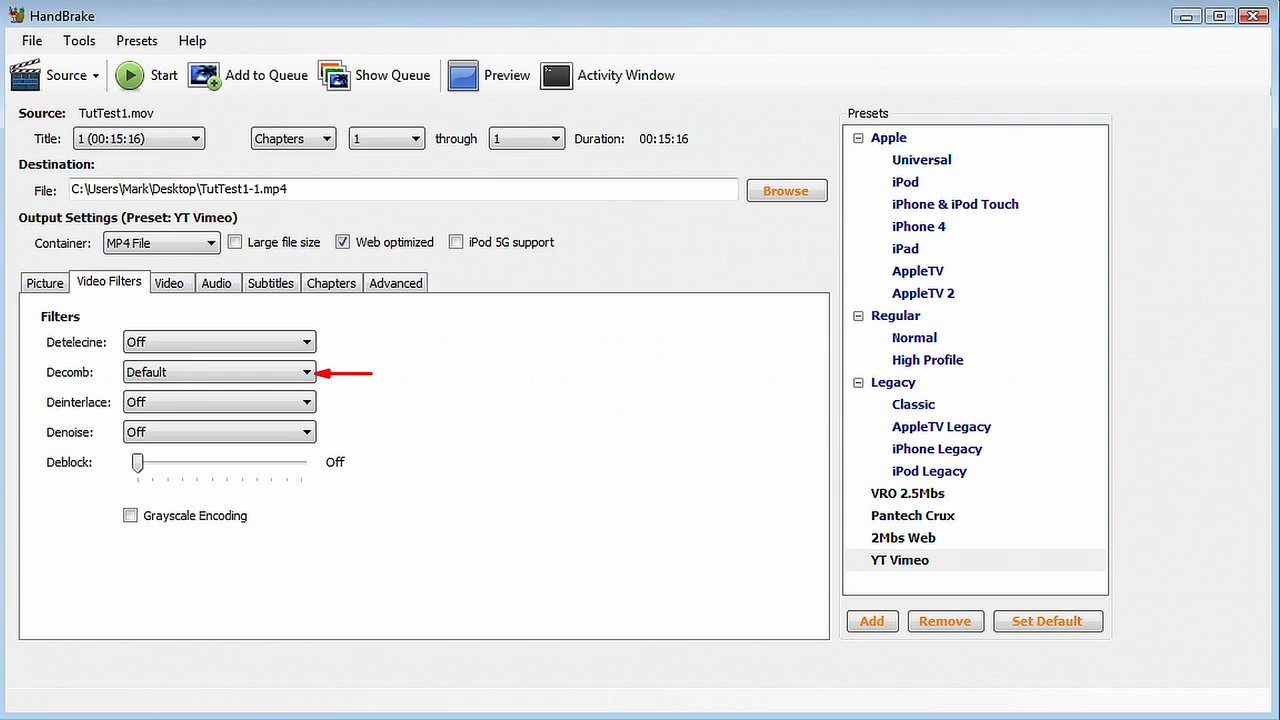 HandBrake
File Tools Presets Help
Source Start Add to Queue Show Queue Preview Activity Window
Source: TutTest1.mov
Title: 1 (00:15:16) Chapters 1 through 1 Duration: 00:15:16
Destination:
File: C:\Users\Mark\Desktop\TutTest1-1.mp4 Browse
Output Settings (Preset: YT Vimeo)
Container: MP4 File Large file size Web optimized iPod 5G support
Picture Video Filters Video Audio Subtitles Chapters Advanced
Filters
Detelecine: Off
Decomb: Default
Deinterlace: Off
Denoise: Off
Deblock: Off
Grayscale Encoding
Presets
Apple
Universal
iPod
iPhone & iPod Touch
iPhone 4
iPad
AppleTV
AppleTV 2
Regular
Normal
High Profile
Legacy
Classic
AppleTV Legacy
iPhone Legacy
iPod Legacy
VRO 2.5Mbs
Pantech Crux
2Mbs Web
YT Vimeo
Add Remove Set Default